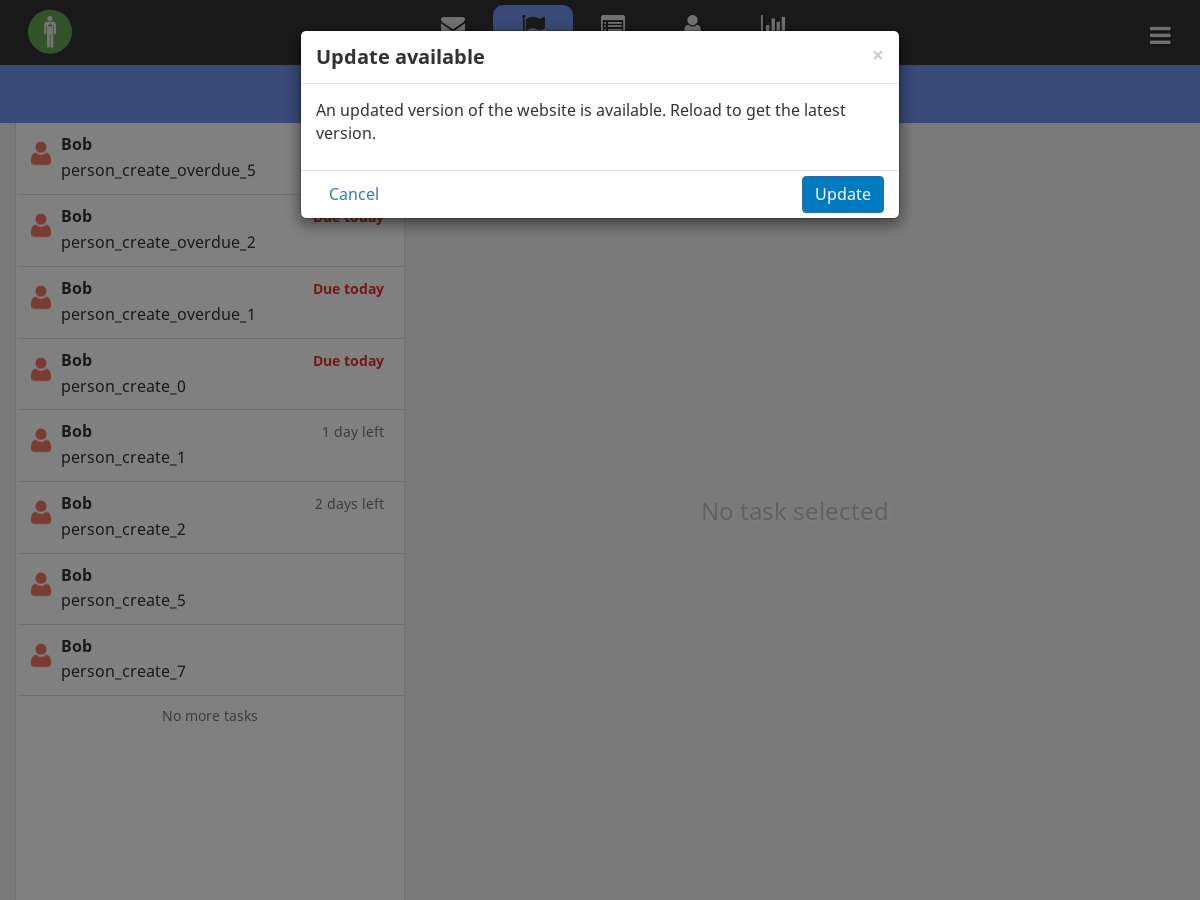 Update available
×
An updated version of the website is available. Reload to get the latest
version.
Cancel
Update
Bob
person_create_overdue_5
Bob
Due today
person_create_overdue_2
Bob
Due today
person_create_overdue_1
Bob
Due today
person_create_0
Bob
1 day left
person_create_1
Bob
2 days left
person_create_2
Bob
person_create_5
Bob
person_create_7
No more tasks
No task selected